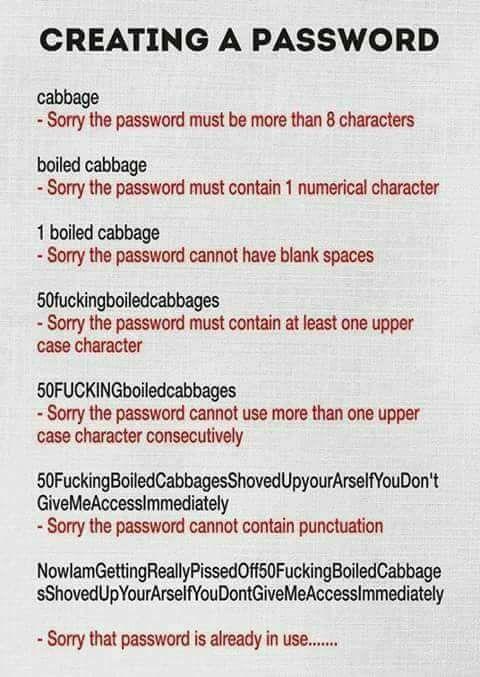 CREATING A PASSWORD
cabbage
- Sorry the password must be more than 8 characters
boiled cabbage
- Sorry the password must contain 1 numerical character
1 boiled cabbage
- Sorry the password cannot have blank spaces
50fuckingboiledcabbages
- Sorry the password must contain at least one upper
case character
50FUCKINGboiledcabbages
- Sorry the password cannot use more than one upper
case character consecutively
50FuckingBoiledCabbagesShovedUpyourArseIfYouDon't
GiveMeAccessImmediately
- Sorry the password cannot contain punctuation
NowIamGettingReallyPissedOff50FuckingBoiledCabbage
sShovedUpYourArseIfYouDontGiveMeAccessImmediately
- Sorry that password is already in use.......